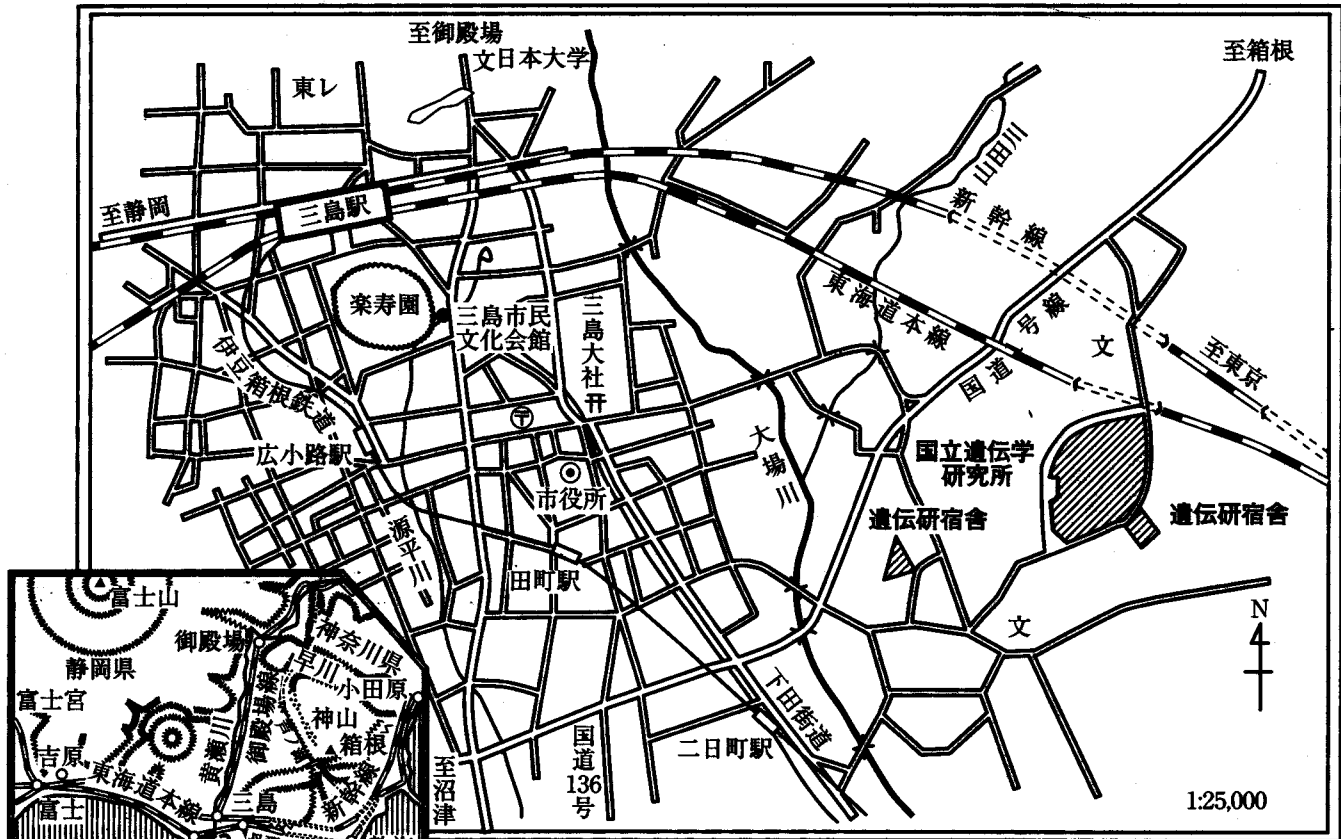 至御殿場
文日本大学
至箱根
東レ
山田川
新幹線
至静岡
三島駅
楽寿園
三島市民
文化会館
三島大社
東海道本線
国道1号線
文
至東京
伊豆箱根鉄道
〒
広小路駅
大場川
国立遺伝学
研究所
市役所
遺伝研宿舎
遺伝研宿舎
源平川
田町駅
文
N
下田街道
二日町駅
国道
136
号
至沼津
1:25,000
富士山
御殿場
神奈川県
静岡県
早川
小田原
富士宮
御殿場線
神山
箱根
黄瀬川
吉原
東海道本線
新幹線
富士
三島